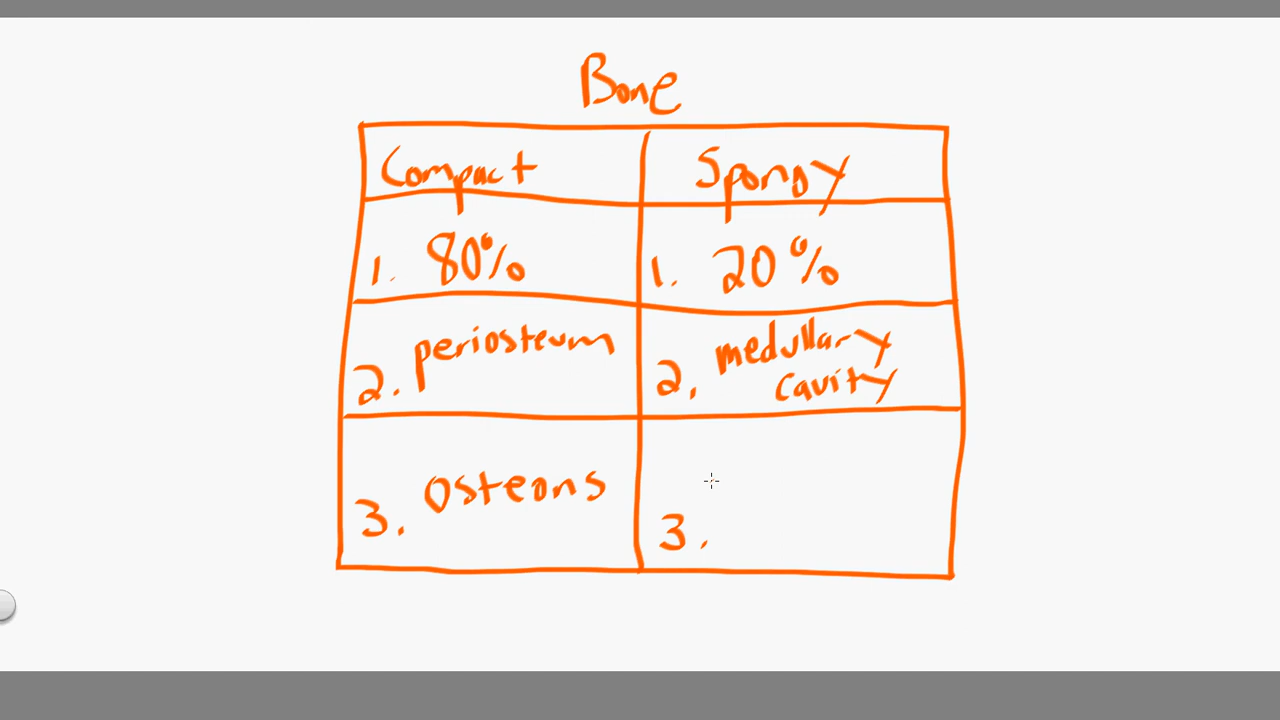 Bone
Compact
Spongy
1. 80%
1. 20%
2. periosteum
2. medullary
cavity
3. Osteons
3.